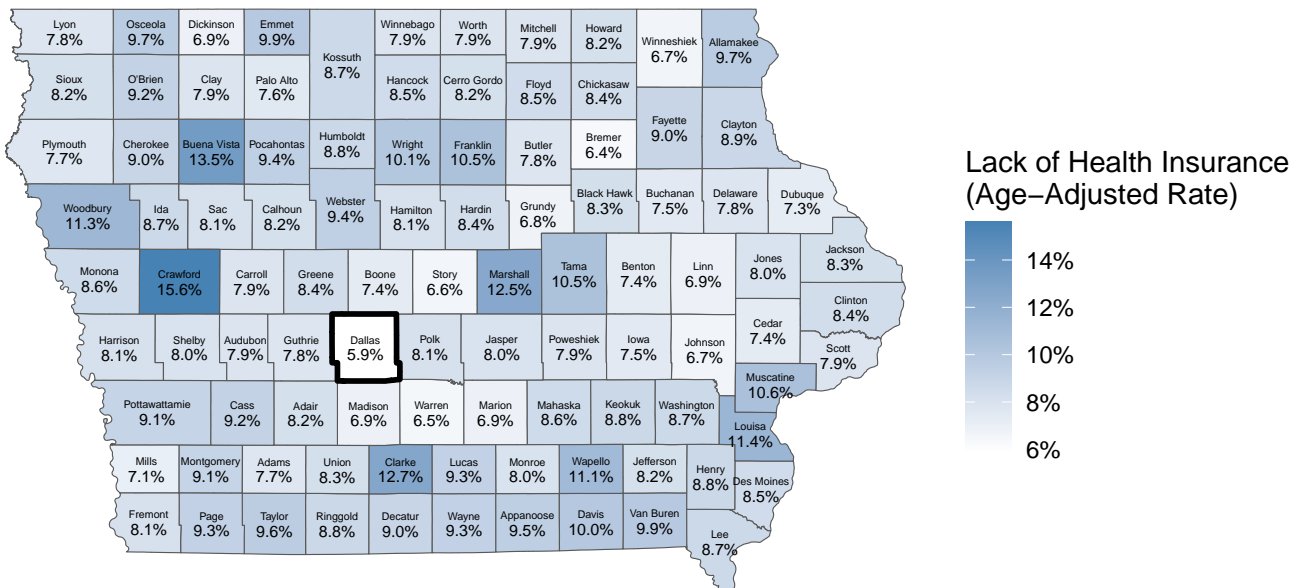 Lyon
7.8%
Osceola
9.7%
Dickinson
6.9%
Emmet
9.9%
Kossuth
8.7%
Winnebago
7.9%
Worth
7.9%
Mitchell
7.9%
Howard
8.2%
Winneshiek
6.7%
Allamakee
9.7%
Sioux
8.2%
O'Brien
9.2%
Clay
7.9%
Palo Alto
7.6%
Hancock
8.5%
Cerro Gordo
8.2%
Floyd
8.5%
Chickasaw
8.4%
Fayette
9.0%
Clayton
8.9%
Plymouth
7.7%
Cherokee
9.0%
Buena Vista
13.5%
Pocahontas
9.4%
Humboldt
8.8%
Wright
10.1%
Franklin
10.5%
Butler
7.8%
Bremer
6.4%
Woodbury
11.3%
Ida
8.7%
Sac
8.1%
Calhoun
8.2%
Webster
9.4%
Hamilton
8.1%
Hardin
8.4%
Grundy
6.8%
Black Hawk
8.3%
Buchanan
7.5%
Delaware
7.8%
Dubuque
7.3%
Monona
8.6%
Crawford
15.6%
Carroll
7.9%
Greene
8.4%
Boone
7.4%
Story
6.6%
Marshall
12.5%
Tama
10.5%
Benton
7.4%
Linn
6.9%
Jones
8.0%
Jackson
8.3%
Clinton
8.4%
Harrison
8.1%
Shelby
8.0%
Audubon
7.9%
Guthrie
7.8%
Dallas
5.9%
Polk
8.1%
Jasper
8.0%
Poweshiek
7.9%
Iowa
7.5%
Johnson
6.7%
Cedar
7.4%
Scott
7.9%
Muscatine
10.6%
Pottawattamie
9.1%
Cass
9.2%
Adair
8.2%
Madison
6.9%
Warren
6.5%
Marion
6.9%
Mahaska
8.6%
Keokuk
8.8%
Washington
8.7%
Louisa
11.4%
Mills
7.1%
Montgomery
9.1%
Adams
7.7%
Union
8.3%
Clarke
12.7%
Lucas
9.3%
Monroe
8.0%
Wapello
11.1%
Jefferson
8.2%
Henry
8.8%
Des Moines
8.5%
Fremont
8.1%
Page
9.3%
Taylor
9.6%
Ringgold
8.8%
Decatur
9.0%
Wayne
9.3%
Appanoose
9.5%
Davis
10.0%
Van Buren
9.9%
Lee
8.7%
Lack of Health Insurance
(Age−Adjusted Rate)
14%
12%
10%
8%
6%